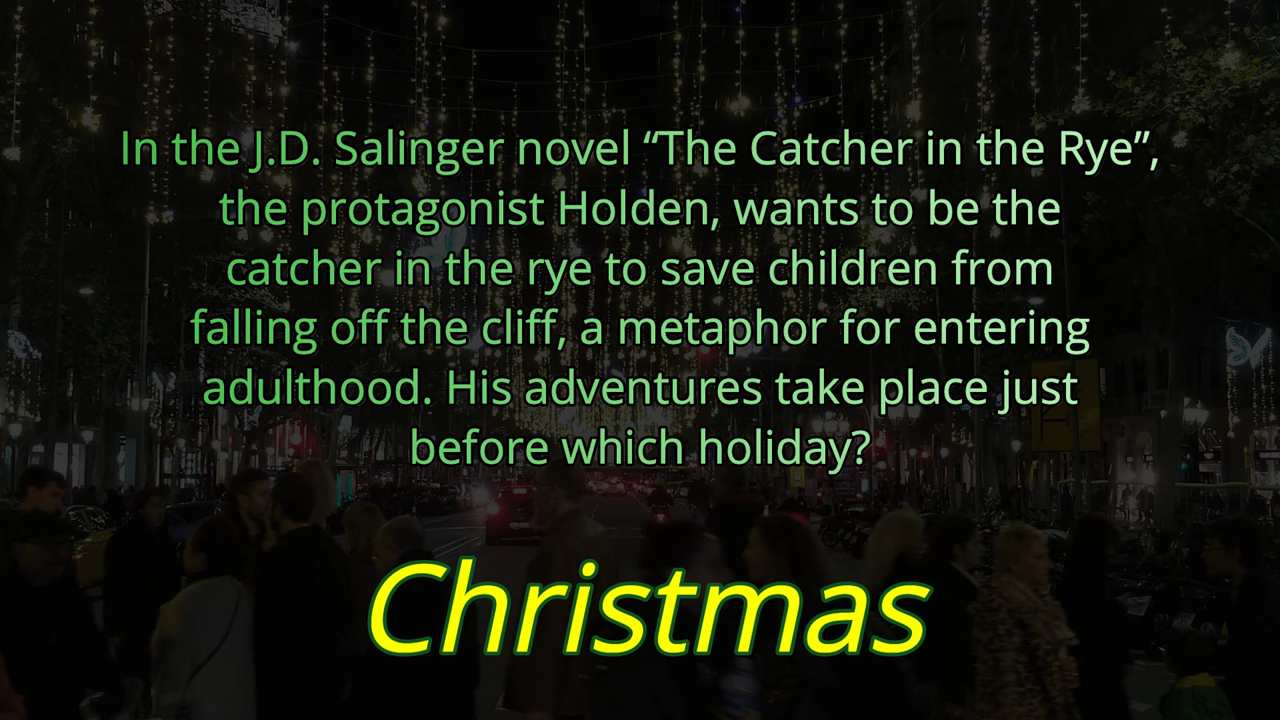 In the J.D. Salinger novel “The Catcher in the Rye”,
the protagonist Holden, wants to be the
catcher in the rye to save children from
falling off the cliff, a metaphor for entering
adulthood. His adventures take place just
before which holiday?
Christmas